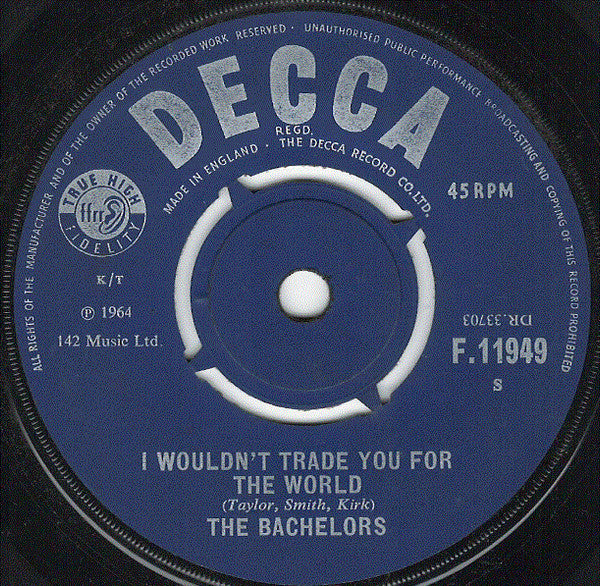 ALL RIGHTS OF THE MANUFACTURER AND OF THE OWNER OF THE RECORDED WORK RESERVED · UNAUTHORISED PUBLIC PERFORMANCE BROADCASTING AND COPYING OF THIS RECORD PROHIBITED
DECCA
REGD.
MADE IN ENGLAND · THE DECCA RECORD CO., LTD.
TRUE HIGH
ffrr
FIDELITY
45 RPM
K/T
℗ 1964
142 Music Ltd.
DR.33703
F.11949
S
I WOULDN'T TRADE YOU FOR
THE WORLD
(Taylor, Smith, Kirk)
THE BACHELORS